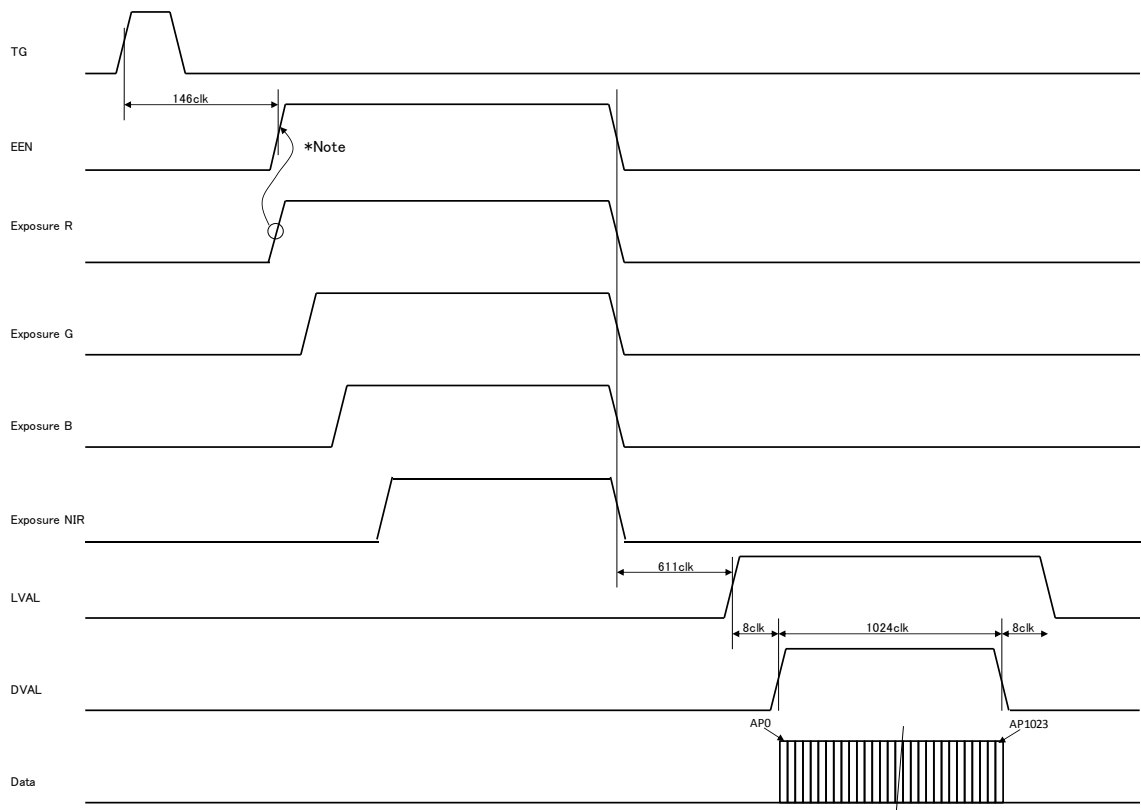 TG
146clk
EEN
*Note
Exposure R
Exposure G
Exposure B
Exposure NIR
611clk
LVAL
8clk
1024clk
8clk
DVAL
AP0
AP1023
Data